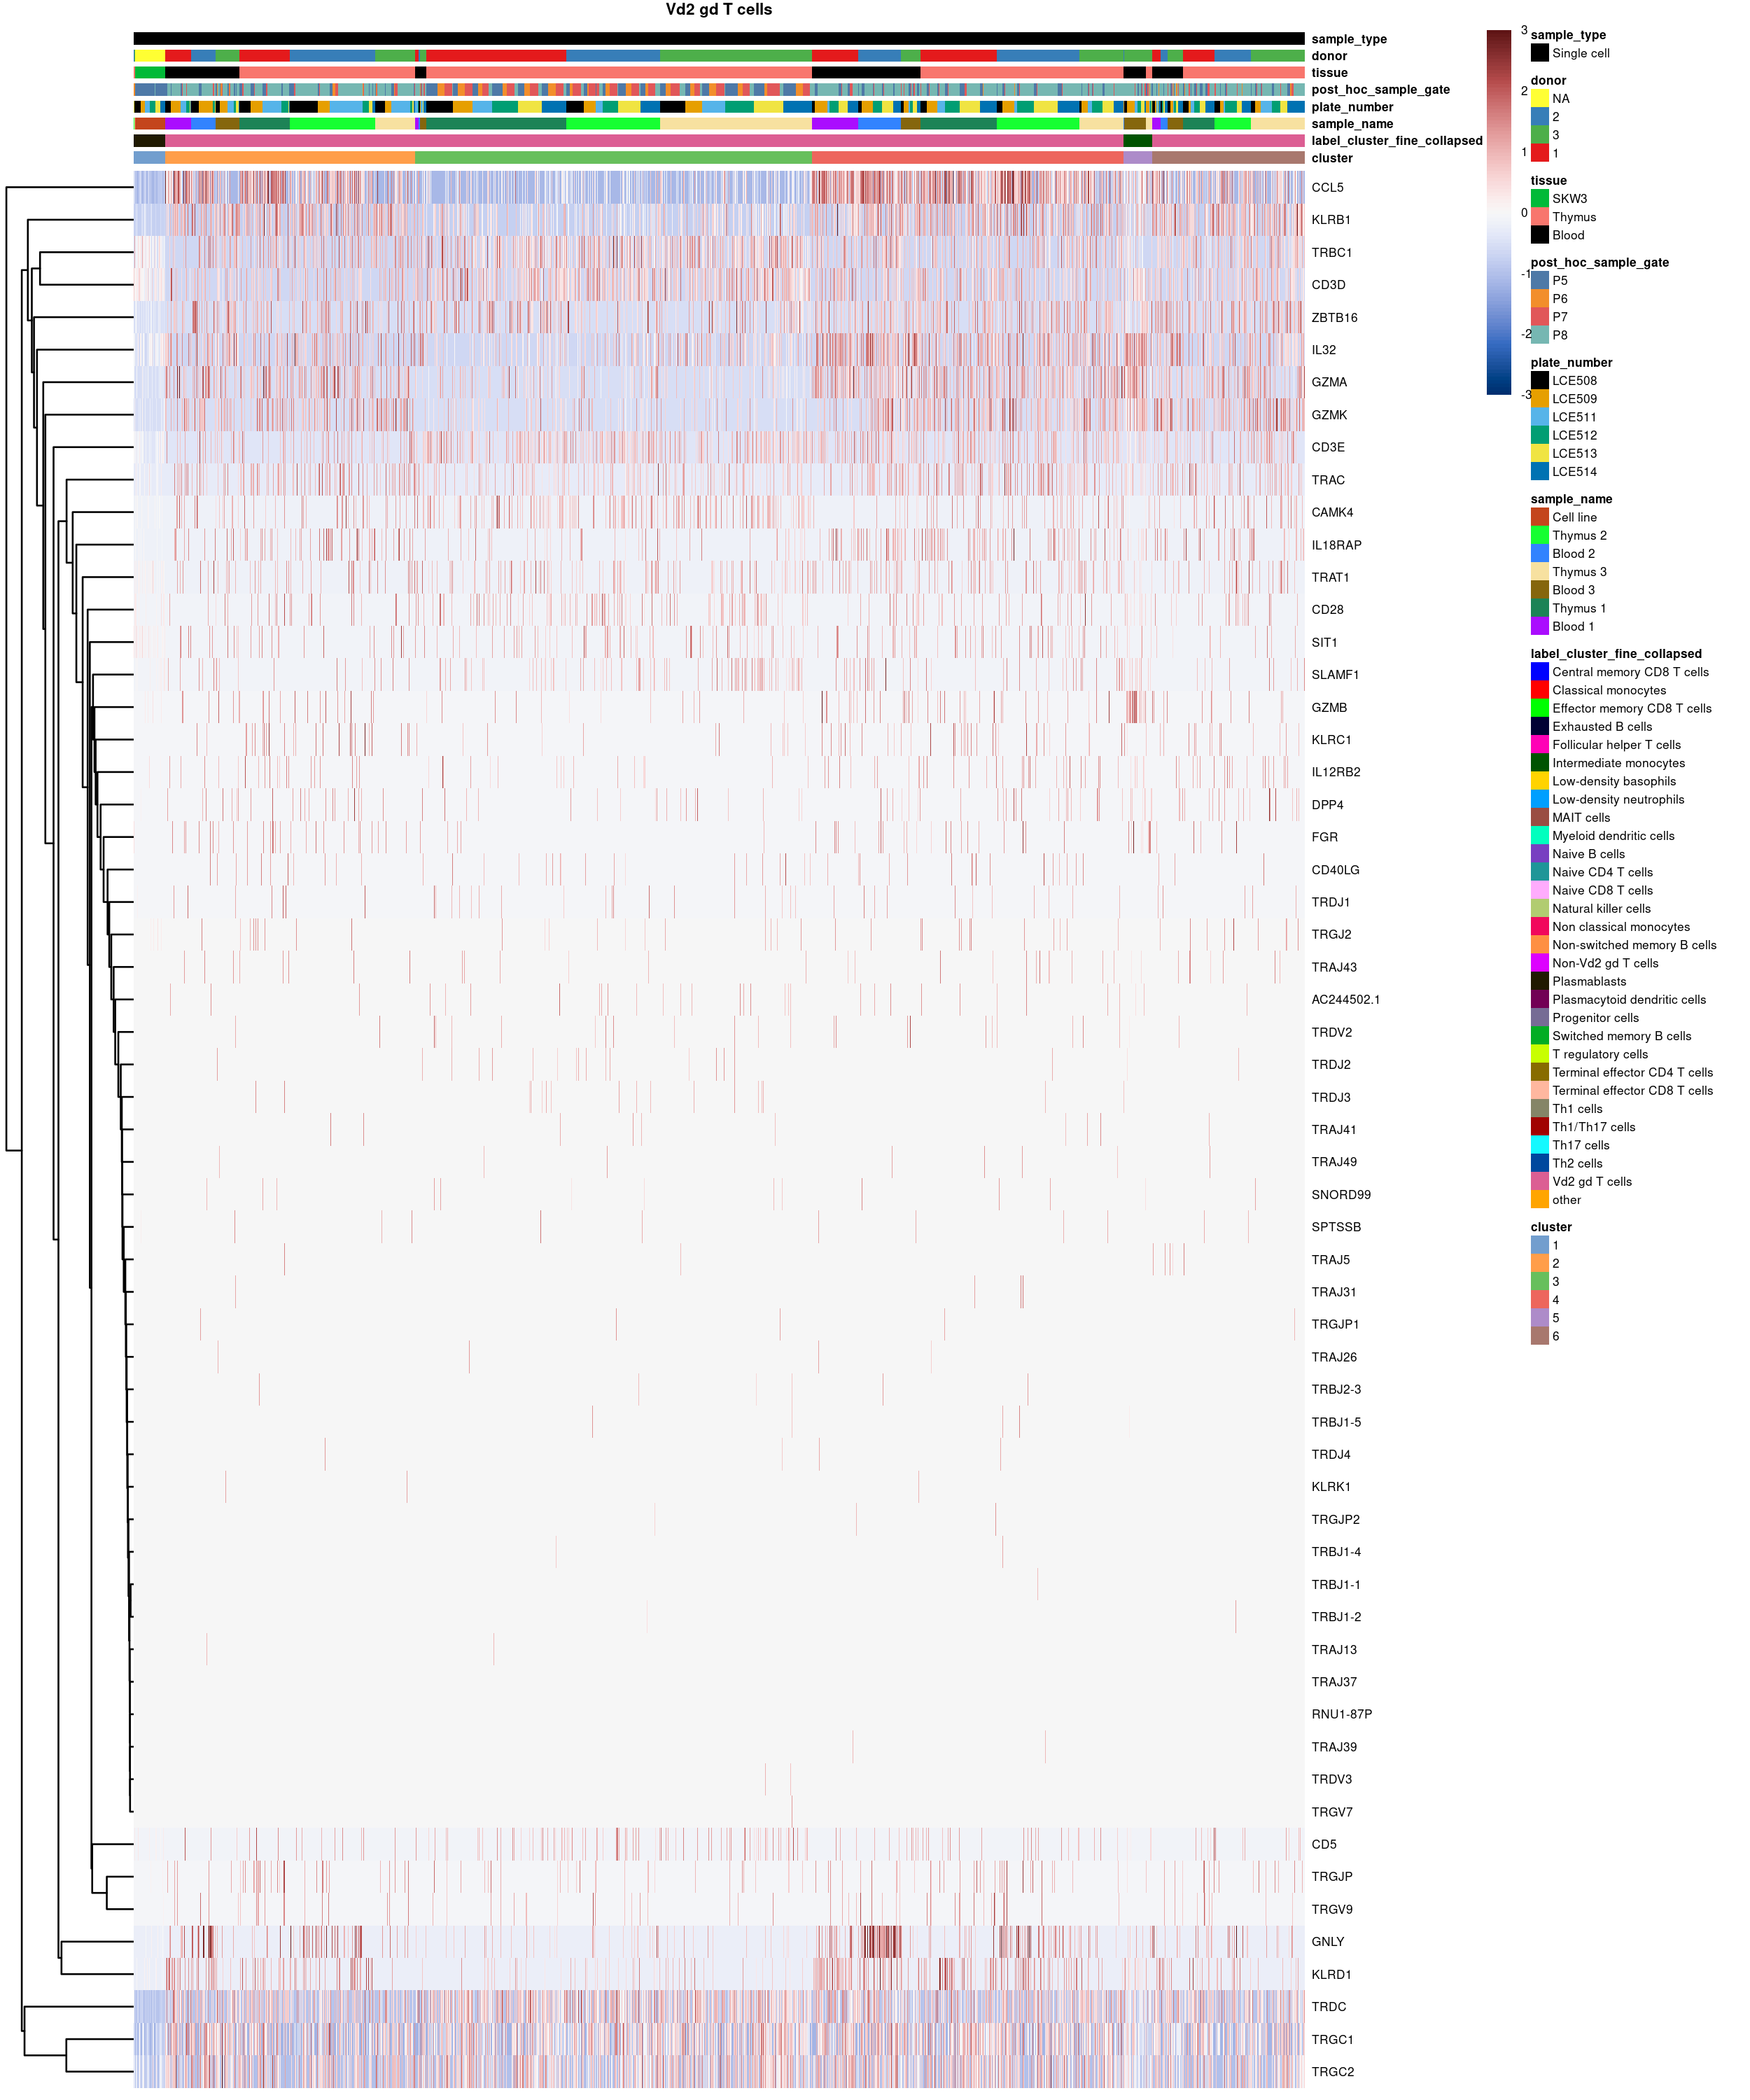 Vd2 gd T cells
sample_type
donor
tissue
post_hoc_sample_gate
plate_number
sample_name
label_cluster_fine_collapsed
cluster
CCL5
KLRB1
TRBC1
CD3D
ZBTB16
IL32
GZMA
GZMK
CD3E
TRAC
CAMK4
IL18RAP
TRAT1
CD28
SIT1
SLAMF1
GZMB
KLRC1
IL12RB2
DPP4
FGR
CD40LG
TRDJ1
TRGJ2
TRAJ43
AC244502.1
TRDV2
TRDJ2
TRDJ3
TRAJ41
TRAJ49
SNORD99
SPTSSB
TRAJ5
TRAJ31
TRGJP1
TRAJ26
TRBJ2-3
TRBJ1-5
TRDJ4
KLRK1
TRGJP2
TRBJ1-4
TRBJ1-1
TRBJ1-2
TRAJ13
TRAJ37
RNU1-87P
TRAJ39
TRDV3
TRGV7
CD5
TRGJP
TRGV9
GNLY
KLRD1
TRDC
TRGC1
TRGC2
3
2
1
0
-1
-2
-3
sample_type
Single cell
donor
NA
2
3
1
tissue
SKW3
Thymus
Blood
post_hoc_sample_gate
P5
P6
P7
P8
plate_number
LCE508
LCE509
LCE511
LCE512
LCE513
LCE514
sample_name
Cell line
Thymus 2
Blood 2
Thymus 3
Blood 3
Thymus 1
Blood 1
label_cluster_fine_collapsed
Central memory CD8 T cells
Classical monocytes
Effector memory CD8 T cells
Exhausted B cells
Follicular helper T cells
Intermediate monocytes
Low-density basophils
Low-density neutrophils
MAIT cells
Myeloid dendritic cells
Naive B cells
Naive CD4 T cells
Naive CD8 T cells
Natural killer cells
Non classical monocytes
Non-switched memory B cells
Non-Vd2 gd T cells
Plasmablasts
Plasmacytoid dendritic cells
Progenitor cells
Switched memory B cells
T regulatory cells
Terminal effector CD4 T cells
Terminal effector CD8 T cells
Th1 cells
Th1/Th17 cells
Th17 cells
Th2 cells
Vd2 gd T cells
other
cluster
1
2
3
4
5
6